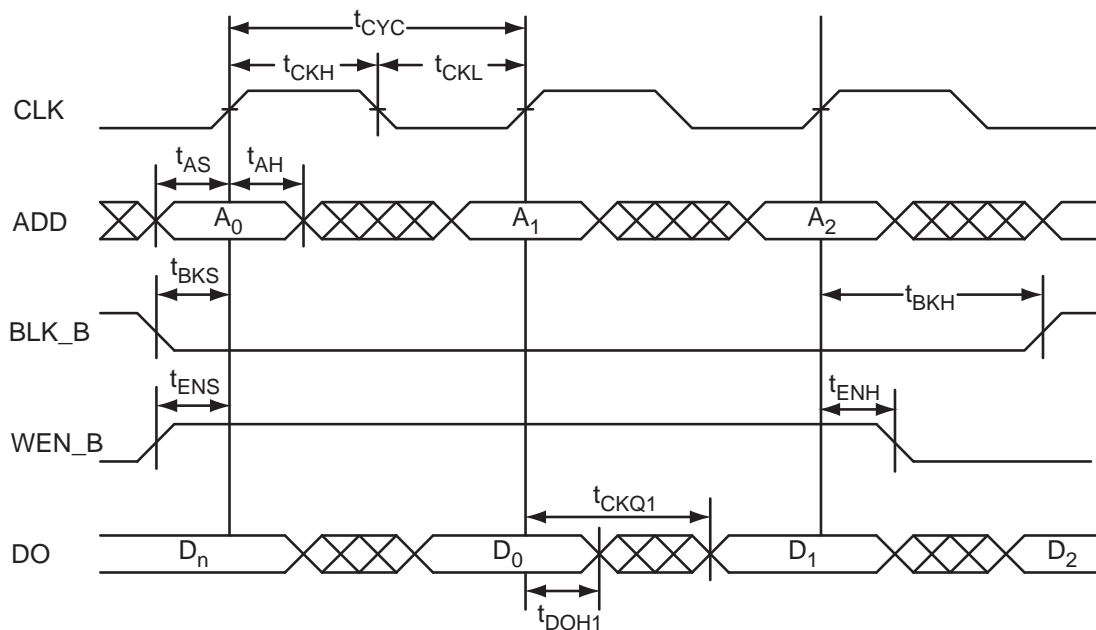 tCYC
tCKH tCKL
CLK
tAS tAH
ADD A0 A1 A2
tBKS
tBKH
BLK_B
tENS
tENH
WEN_B
tCKQ1
DO Dn D0 D1 D2
tDOH1